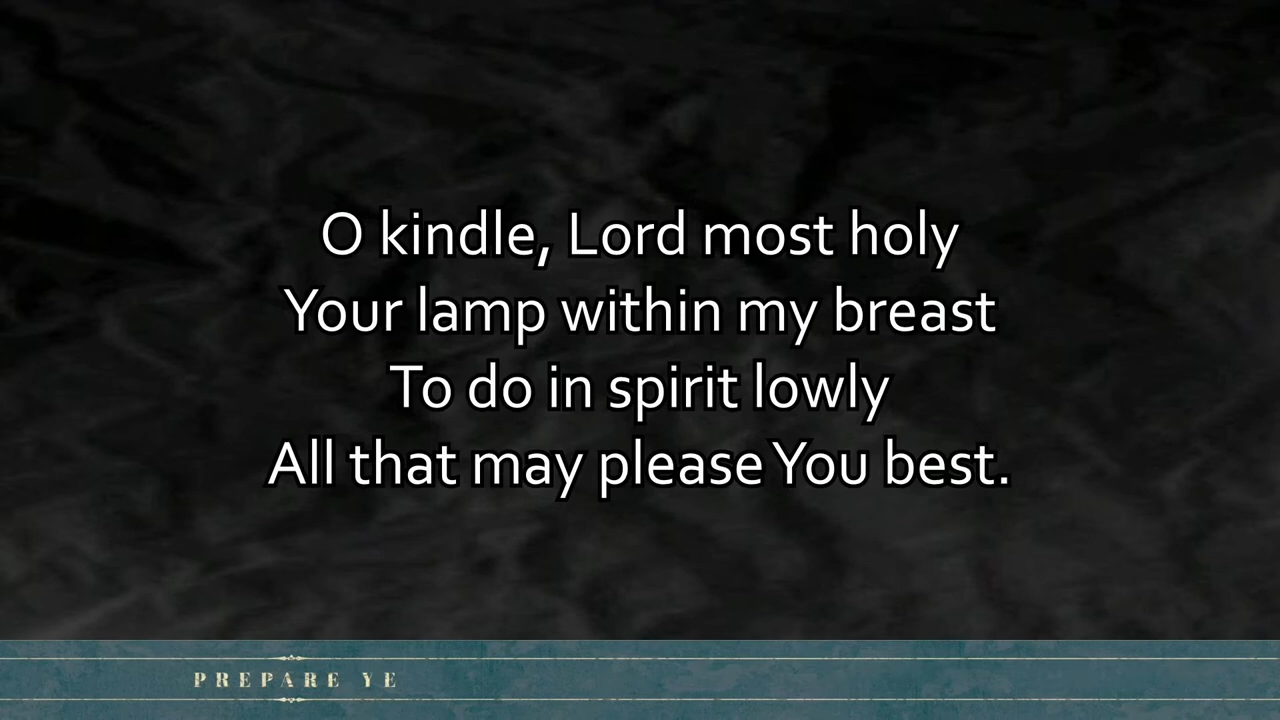 O kindle, Lord most holy
Your lamp within my breast
To do in spirit lowly
All that may please You best.
PREPARE YE